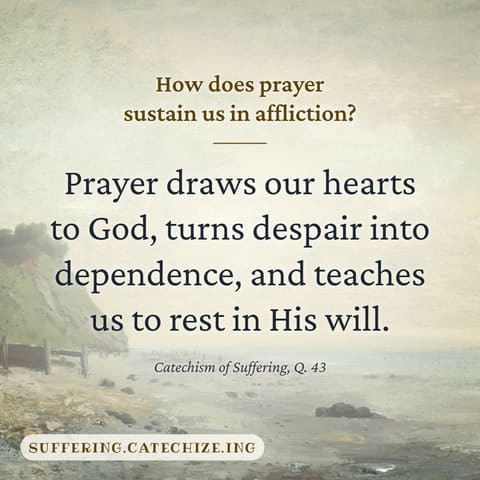 How does prayer
sustain us in affliction?
Prayer draws our hearts
to God, turns despair into
dependence, and teaches
us to rest in His will.
Catechism of Suffering, Q. 43
SUFFERING.CATECHIZE.ING